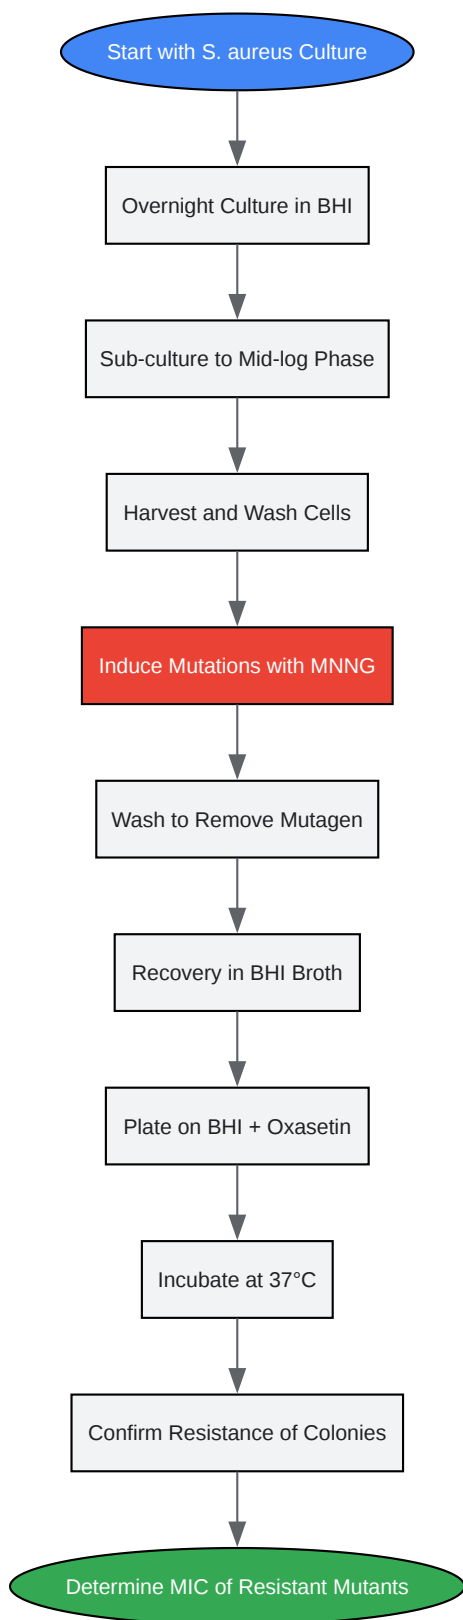 Start with S. aureus Culture
Overnight Culture in BHI
Sub-culture to Mid-log Phase
Harvest and Wash Cells
Induce Mutations with MNNG
Wash to Remove Mutagen
Recovery in BHI Broth
Plate on BHI + Oxasetin
Incubate at 37°C
Confirm Resistance of Colonies
Determine MIC of Resistant Mutants